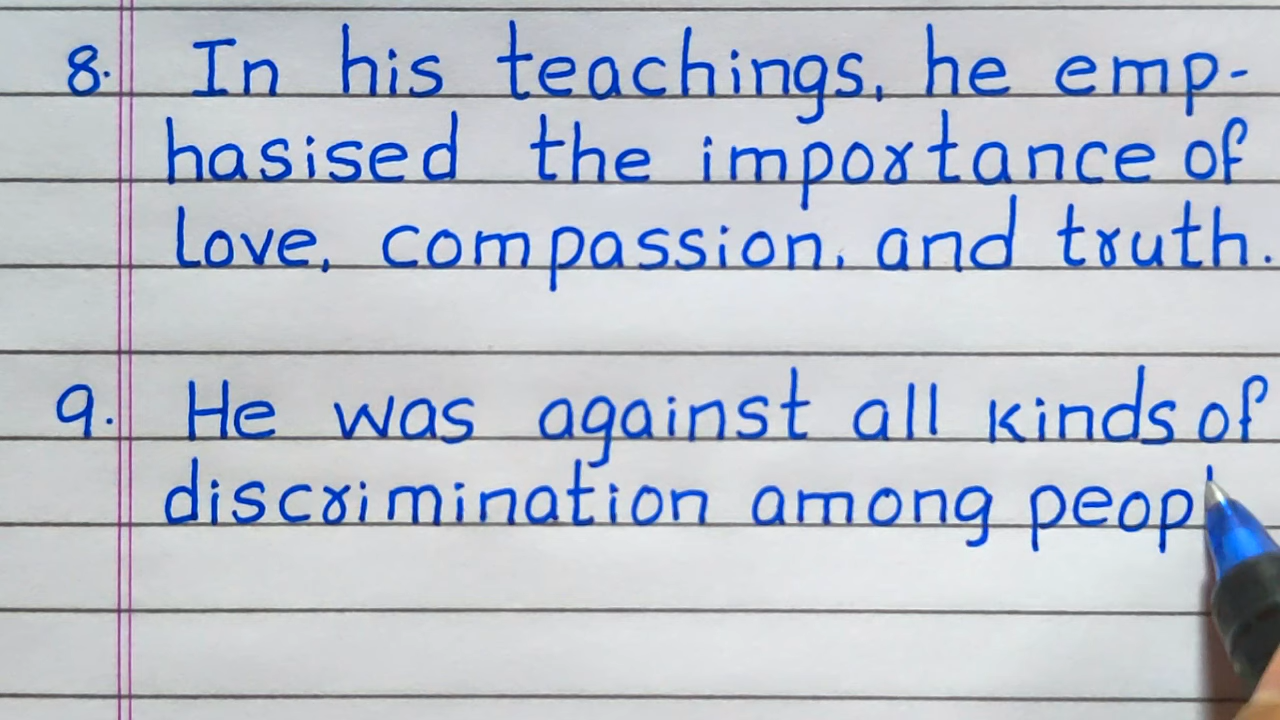 8. In his teachings, he emp-
hasised the importance of
love, compassion, and truth.
9. He was against all kinds of
discrimination among peopl